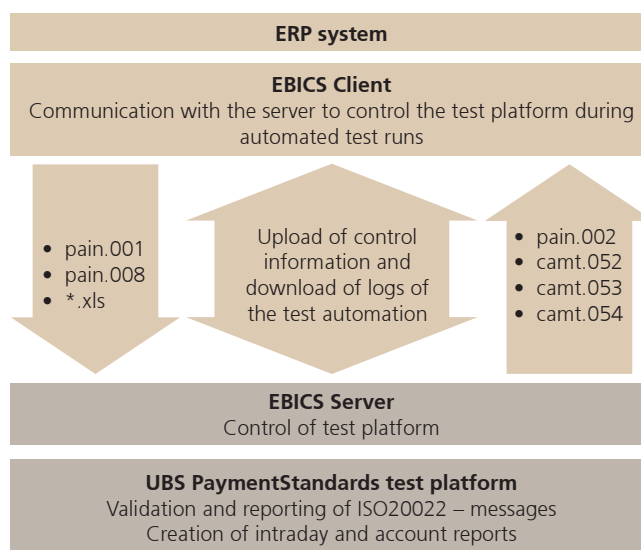 ERP system
EBICS Client
Communication with the server to control the test platform during
automated test runs
• pain.001
• pain.008
• *.xls
Upload of control
information and
download of logs of
the test automation
• pain.002
• camt.052
• camt.053
• camt.054
EBICS Server
Control of test platform
UBS PaymentStandards test platform
Validation and reporting of ISO20022 – messages
Creation of intraday and account reports